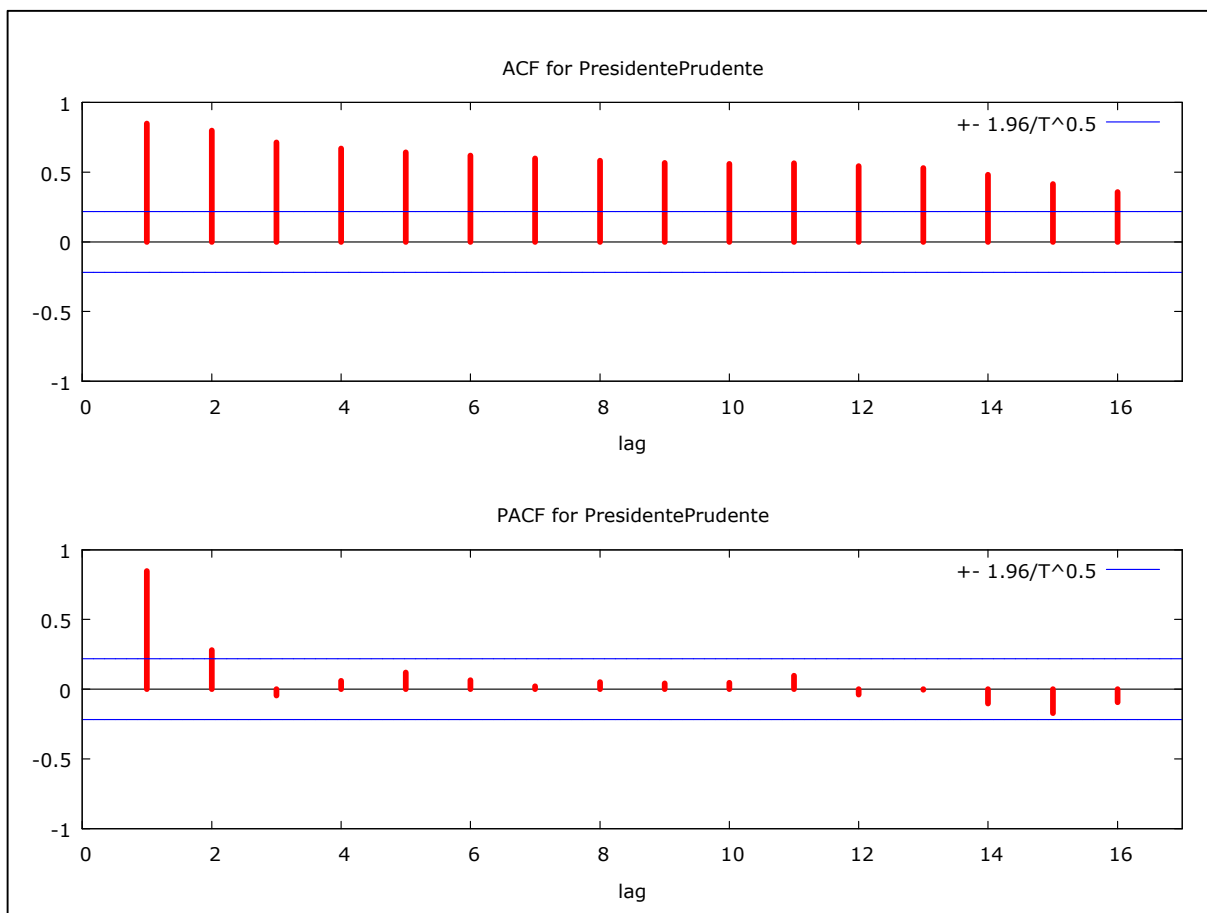 ACF for PresidentePrudente
+- 1.96/T^0.5
1
0.5
0
-0.5
-1
0 2 4 6 8 10 12 14 16
lag
PACF for PresidentePrudente
+- 1.96/T^0.5
1
0.5
0
-0.5
-1
0 2 4 6 8 10 12 14 16
lag